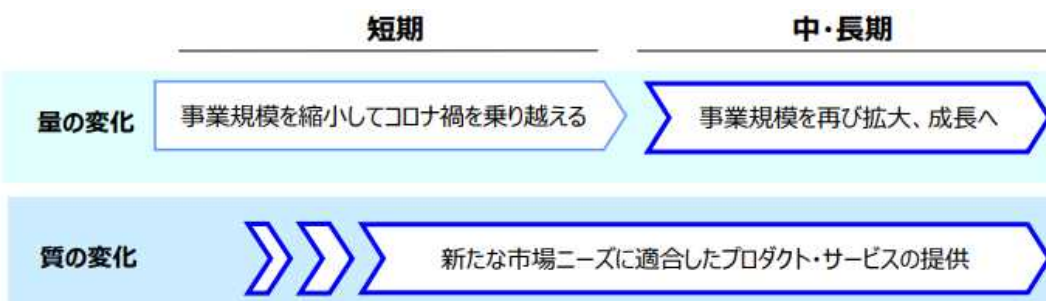 短期
中・長期
量の変化
事業規模を縮小してコロナ禍を乗り越える
事業規模を再び拡大、成長へ
質の変化
新たな市場ニーズに適合したプロダクト・サービスの提供